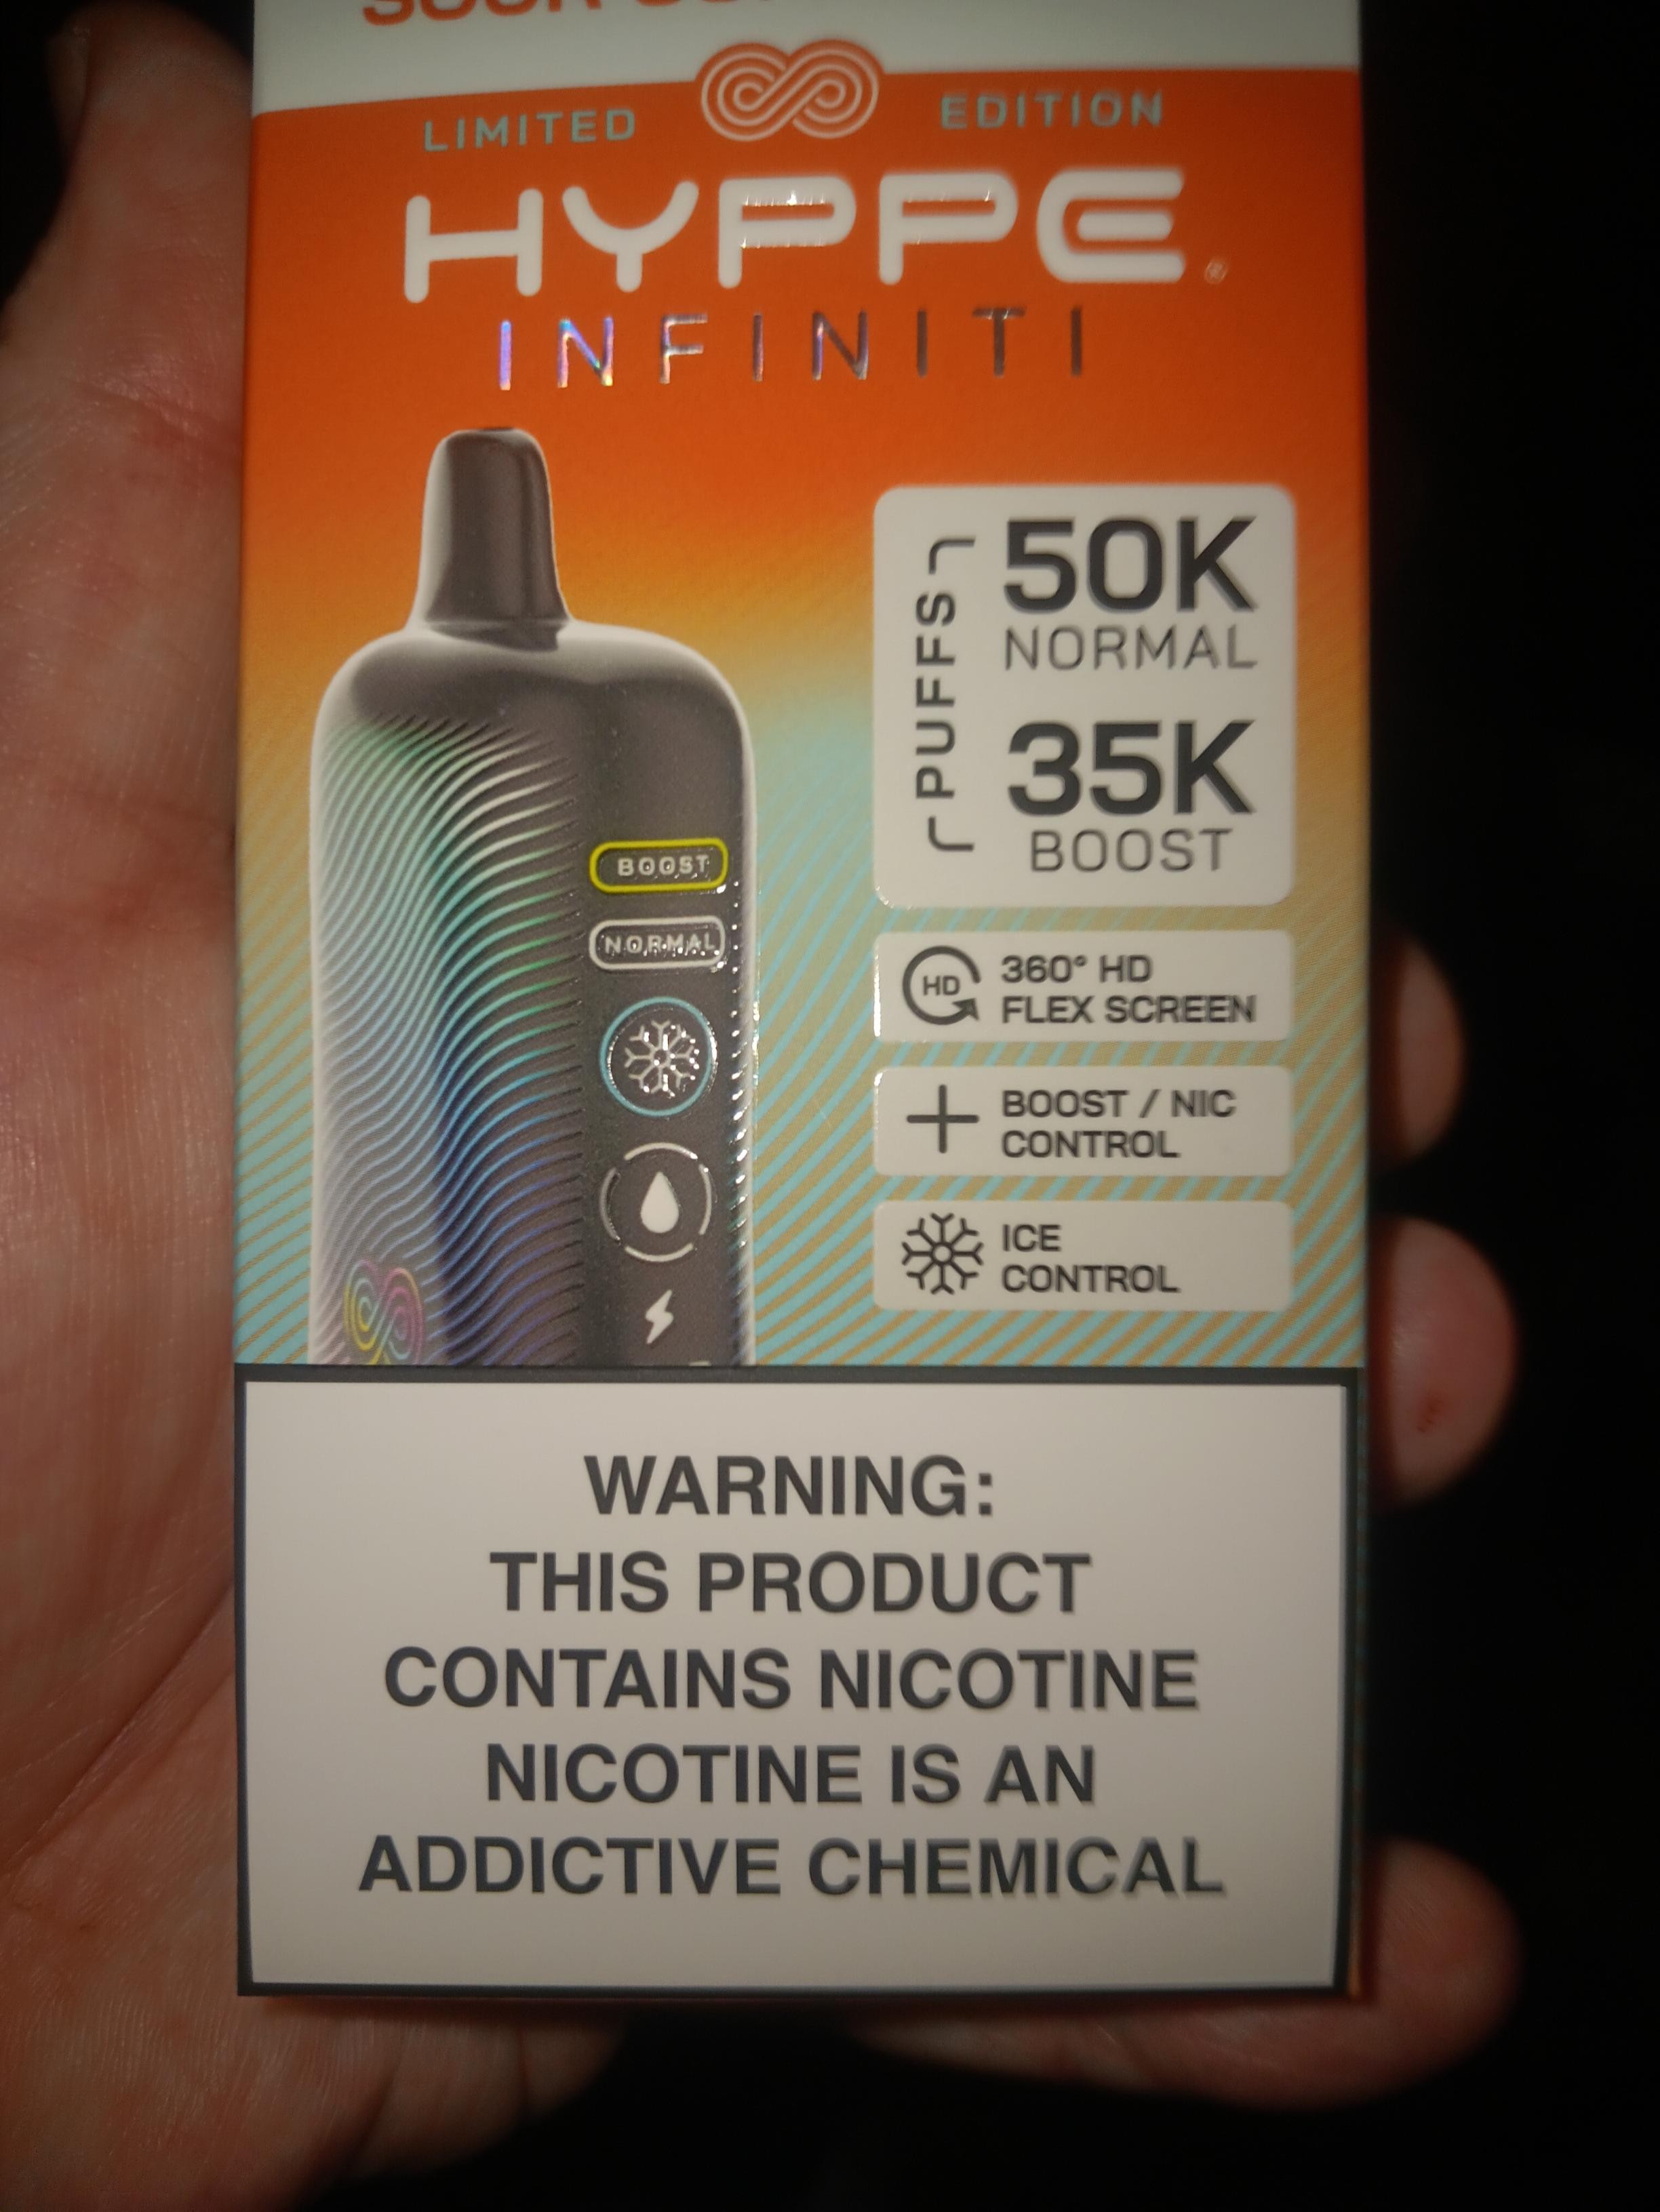 SOUR
LIMITED EDITION
HYPPE®
INFINITI
PUFFS
50K
NORMAL
35K
BOOST
BOOST
NORMAL
HD
360° HD
FLEX SCREEN
BOOST / NIC
CONTROL
ICE
CONTROL
WARNING:
THIS PRODUCT
CONTAINS NICOTINE
NICOTINE IS AN
ADDICTIVE CHEMICAL